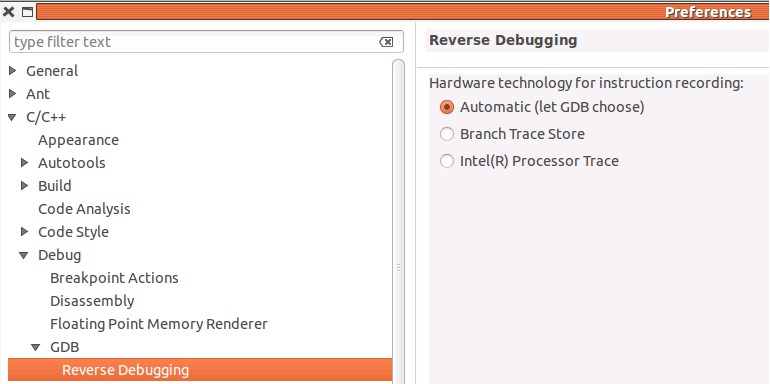 Preferences
type filter text
General
Ant
C/C++
Appearance
Autotools
Build
Code Analysis
Code Style
Debug
Breakpoint Actions
Disassembly
Floating Point Memory Renderer
GDB
Reverse Debugging
Reverse Debugging
Hardware technology for instruction recording:
Automatic (let GDB choose)
Branch Trace Store
Intel(R) Processor Trace